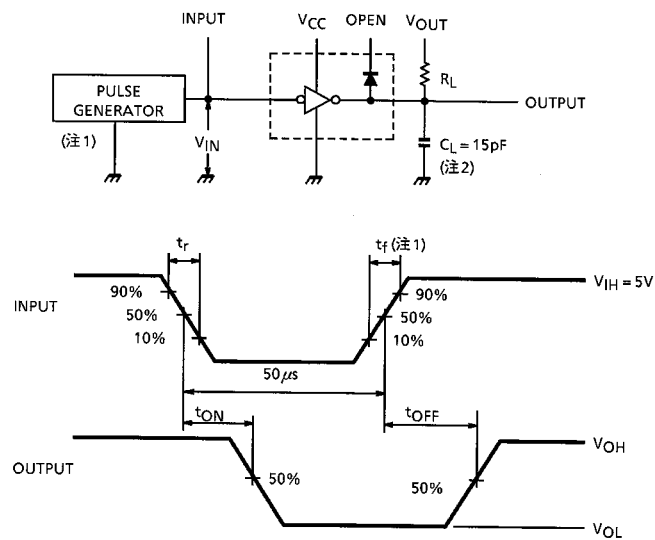 INPUT
VCC
OPEN
VOUT
PULSE
GENERATOR
(注1)
VIN
RL
OUTPUT
CL = 15pF
(注2)
tr
tf (注1)
INPUT
90%
50%
10%
90%
50%
10%
VIH = 5V
50μs
tON
tOFF
OUTPUT
50%
50%
VOH
VOL